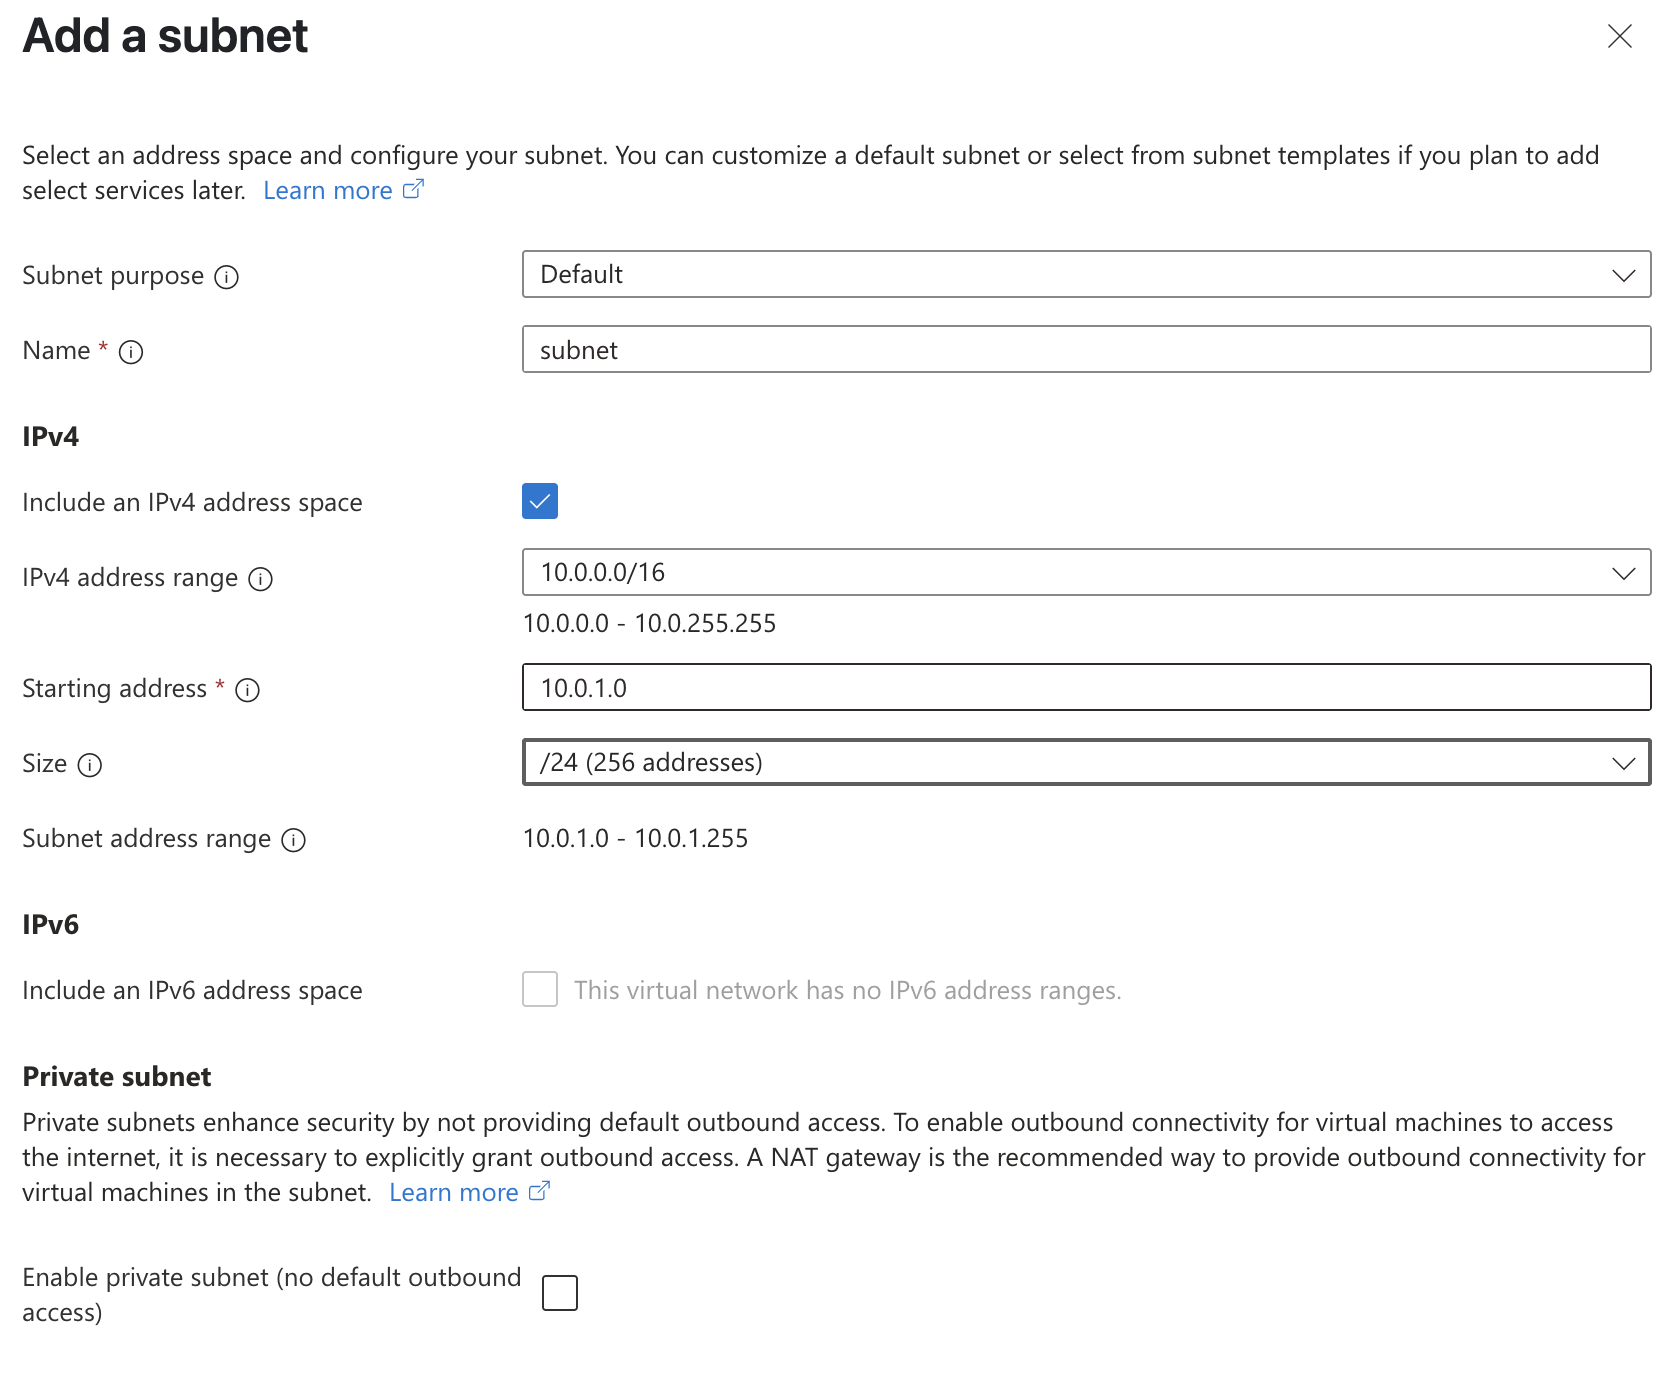 Add a subnet
Select an address space and configure your subnet. You can customize a default subnet or select from subnet templates if you plan to add
select services later. Learn more
Subnet purpose
Default
Name *
subnet
IPv4
Include an IPv4 address space
IPv4 address range
10.0.0.0/16
10.0.0.0 - 10.0.255.255
Starting address *
10.0.1.0
Size
/24 (256 addresses)
Subnet address range
10.0.1.0 - 10.0.1.255
IPv6
Include an IPv6 address space
This virtual network has no IPv6 address ranges.
Private subnet
Private subnets enhance security by not providing default outbound access. To enable outbound connectivity for virtual machines to access
the internet, it is necessary to explicitly grant outbound access. A NAT gateway is the recommended way to provide outbound connectivity for
virtual machines in the subnet. Learn more
Enable private subnet (no default outbound
access)